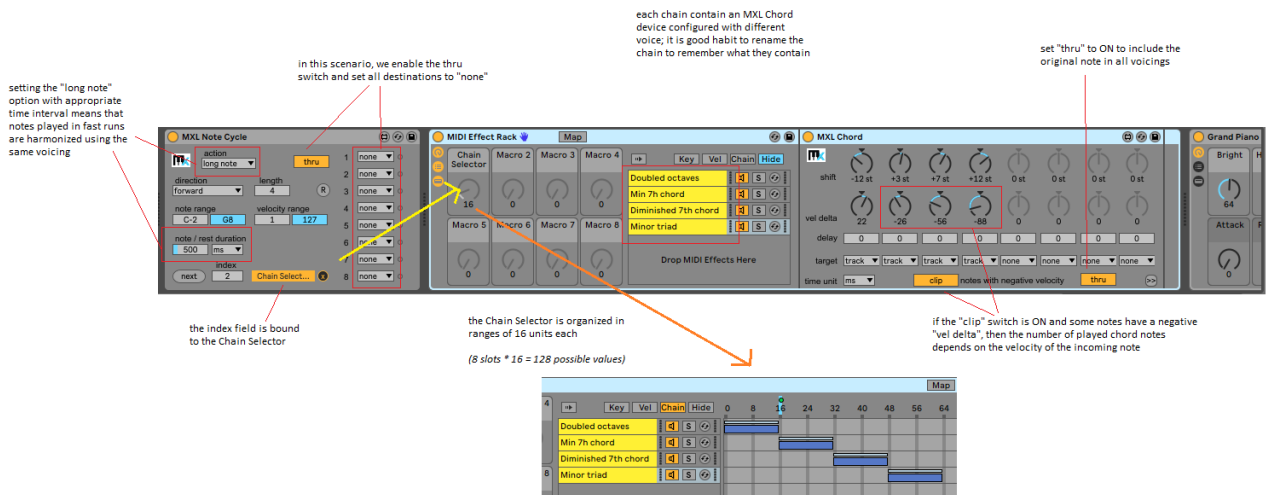 each chain contain an MXL Chord
device configured with different
voice; it is good habit to rename the
chain to remember what they contain
set "thru" to ON to include the
original note in all voicings
in this scenario, we enable the thru
switch and set all destinations to "none"
setting the "long note"
option with appropriate
time interval means that
notes played in fast runs
are harmonized using the
same voicing
MXL Note Cycle
action
long note
thru
direction
forward
length
4
R
note range
C-2 G8
velocity range
1 127
note / rest duration
500 ms
index
next 2 Chain Select... x
1 none
2 none
3 none
4 none
5 none
6 none
7 none
8 none
MIDI Effect Rack Map
Chain Selector Macro 2 Macro 3 Macro 4
16 0 0 0
Macro 5 Macro 6 Macro 7 Macro 8
0 0 0 0
Key Vel Chain Hide
Doubled octaves S
Min 7h chord S
Diminished 7th chord S
Minor triad S
Drop MIDI Effects Here
MXL Chord
shift -12 st +3 st +7 st +12 st 0 st 0 st 0 st 0 st
vel delta 22 -26 -56 -88 0 0 0 0
delay 0 0 0 0 0 0 0 0
target track track track track none none none none
time unit ms clip notes with negative velocity thru >>
Grand Piano
Bright
64
Attack
0
the index field is bound
to the Chain Selector
the Chain Selector is organized in
ranges of 16 units each
(8 slots * 16 = 128 possible values)
if the "clip" switch is ON and some notes have a negative
"vel delta", then the number of played chord notes
depends on the velocity of the incoming note
Map
4 Key Vel Chain Hide 0 8 16 24 32 40 48 56 64
Doubled octaves S
Min 7h chord S
Diminished 7th chord S
8 Minor triad S